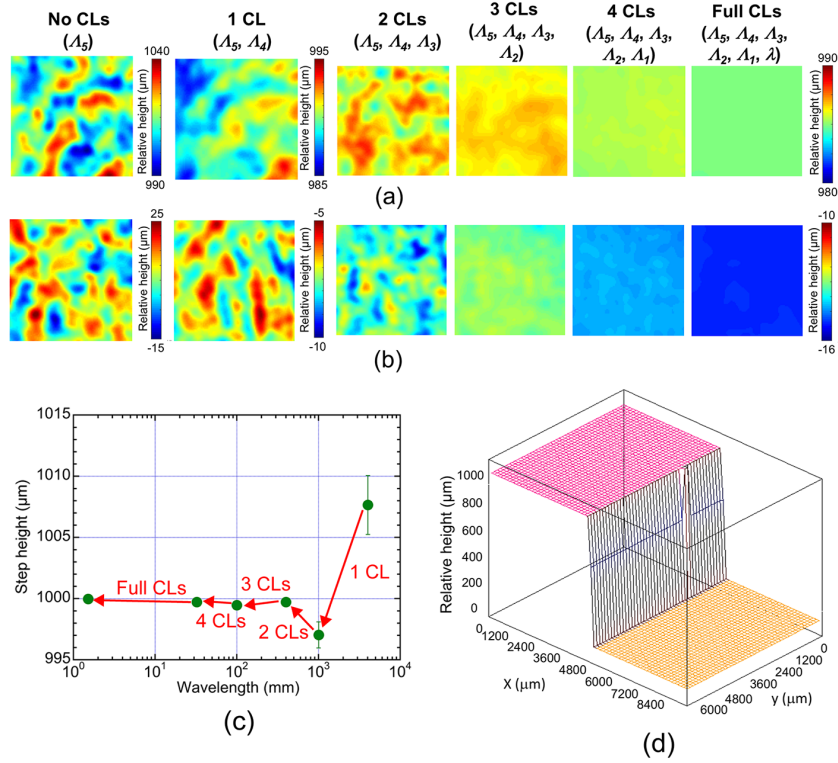 No CLs
(Λ5)
1 CL
(Λ5, Λ4)
2 CLs
(Λ5, Λ4, Λ3)
3 CLs
(Λ5, Λ4, Λ3,
Λ2)
4 CLs
(Λ5, Λ4, Λ3,
Λ2, Λ1)
Full CLs
(Λ5, Λ4, Λ3,
Λ2, Λ1, λ)
1040
Relative height (μm)
990
995
Relative height (μm)
985
990
Relative height (μm)
980
(a)
25
Relative height (μm)
-15
-5
Relative height (μm)
-10
-10
Relative height (μm)
-16
(b)
1015
1010
1005
1000
995
Step height (μm)
1 CL
Full CLs
3 CLs
4 CLs
2 CLs
10^1 10^2 10^3 10^4
Wavelength (mm)
(c)
Relative height (μm)
1000
800
600
400
200
0
0
1200
2400
3600
4800
6000
7200
8400
X (μm)
0
1200
2400
3600
4800
6000
y (μm)
(d)